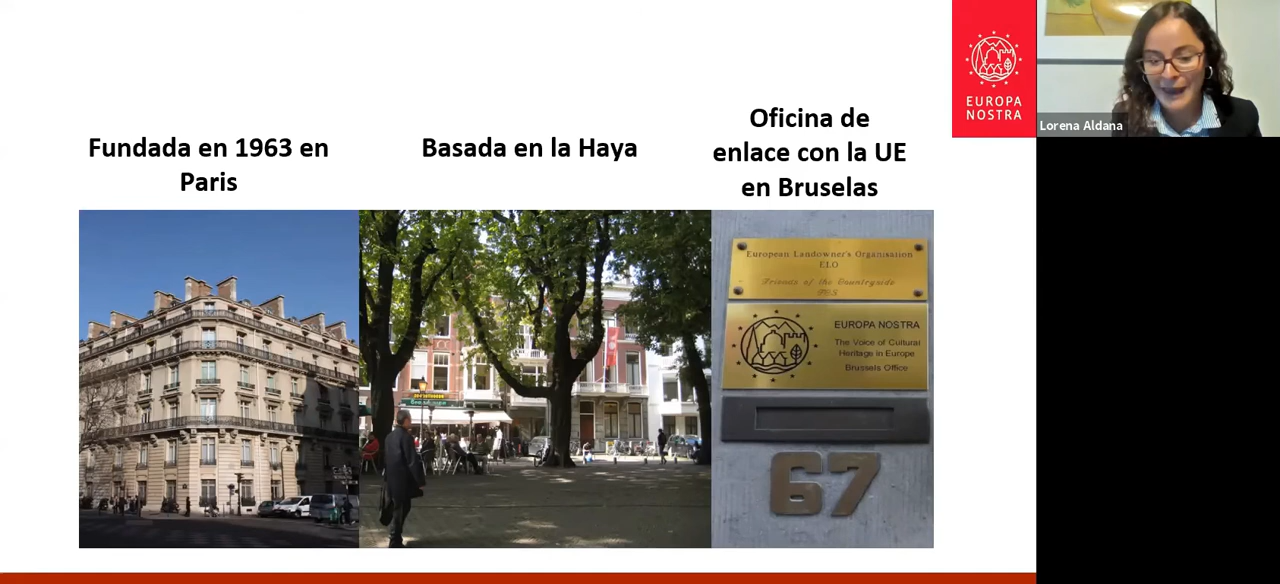 Fundada en 1963 en
Paris
Basada en la Haya
Oficina de
enlace con la UE
en Bruselas
European Landowner's Organisation
ELO
Friends of the Countryside
EUROPA NOSTRA
The Voice of Cultural
Heritage in Europe
Brussels Office
67
EUROPA
NOSTRA
Lorena Aldana